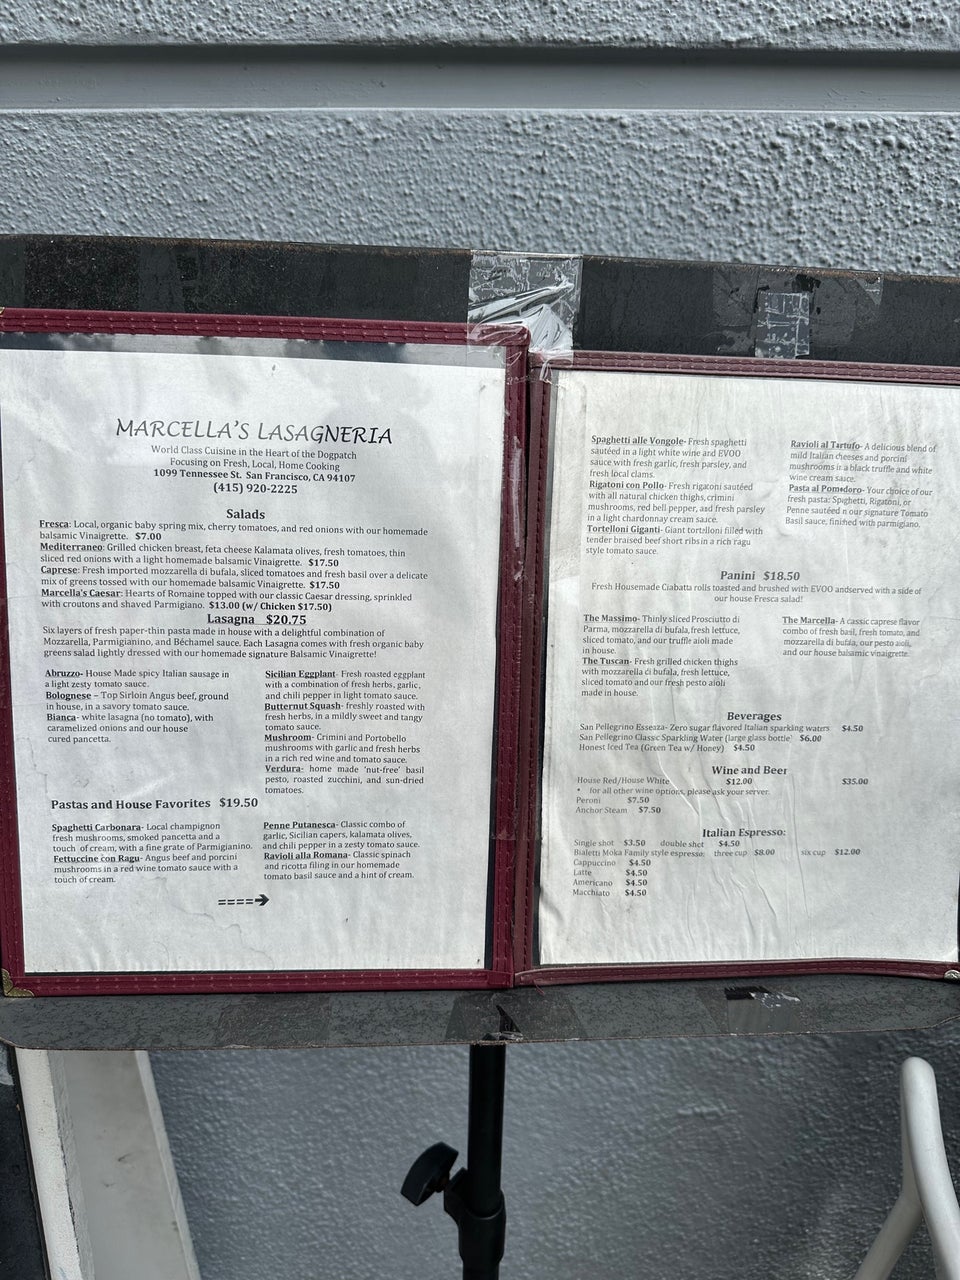 MARCELLA'S LASAGNERIA
World Class Cuisine in the Heart of the Dogpatch
Focusing on Fresh, Local, Home Cooking
1099 Tennessee St. San Francisco, CA 94107
(415) 920-2225
Salads
Fresca: Local, organic baby spring mix, cherry tomatoes, and red onions with our homemade
balsamic Vinaigrette. $7.00
Mediterraneo: Grilled chicken breast, feta cheese Kalamata olives, fresh tomatoes, thin
sliced red onions with a light homemade balsamic Vinaigrette. $17.50
Caprese: Fresh imported mozzarella di bufala, sliced tomatoes and fresh basil over a delicate
mix of greens tossed with our homemade balsamic Vinaigrette. $17.50
Marcella's Caesar: Hearts of Romaine topped with our classic Caesar dressing, sprinkled
with croutons and shaved Parmigiano. $13.00 (w/ Chicken $17.50)
Lasagna $20.75
Six layers of fresh paper-thin pasta made in house with a delightful combination of
Mozzarella, Parmigianino, and Béchamel sauce. Each Lasagna comes with fresh organic baby
greens salad lightly dressed with our homemade signature Balsamic Vinaigrette!
Abruzzo- House Made spicy Italian sausage in
a light zesty tomato sauce.
Bolognese – Top Sirloin Angus beef, ground
in house, in a savory tomato sauce.
Bianca- white lasagna (no tomato), with
caramelized onions and our house
cured pancetta.
Sicilian Eggplant- Fresh roasted eggplant
with a combination of fresh herbs, garlic,
and chili pepper in light tomato sauce.
Butternut Squash- freshly roasted with
fresh herbs, in a mildly sweet and tangy
tomato sauce.
Mushroom- Crimini and Portobello
mushrooms with garlic and fresh herbs
in a rich red wine and tomato sauce.
Verdura- home made 'nut-free' basil
pesto, roasted zucchini, and sun-dried
tomatoes.
Pastas and House Favorites $19.50
Spaghetti Carbonara- Local champignon
fresh mushrooms, smoked pancetta and a
touch of cream, with a fine grate of Parmigianino.
Fettuccine con Ragu- Angus beef and porcini
mushrooms in a red wine tomato sauce with a
touch of cream.
Penne Putanesca- Classic combo of
garlic, Sicilian capers, kalamata olives,
and chili pepper in a zesty tomato sauce.
Ravioli alla Romana- Classic spinach
and ricotta filing in our homemade
tomato basil sauce and a hint of cream.
====➔
Spaghetti alle Vongole- Fresh spaghetti
sautéed in a light white wine and EVOO
sauce with fresh garlic, fresh parsley, and
fresh local clams.
Rigatoni con Pollo- Fresh rigatoni sautéed
with all natural chicken thighs, crimini
mushrooms, red bell pepper, and fresh parsley
in a light chardonnay cream sauce.
Tortelloni Giganti- Giant tortelloni filled with
tender braised beef short ribs in a rich ragu
style tomato sauce.
Ravioli al Tartufo- A delicious blend of
mild Italian cheeses and porcini
mushrooms in a black truffle and white
wine cream sauce.
Pasta al Pomodoro- Your choice of our
fresh pasta: Spighetti, Rigatoni, or
Penne sautéed n our signature Tomato
Basil sauce, finished with parmigiano.
Panini $18.50
Fresh Housemade Ciabatta rolls toasted and brushed with EVOO andserved with a side of
our house Fresca salad!
The Massimo- Thinly sliced Prosciutto di
Parma, mozzarella di bufala, fresh lettuce,
sliced tomato, and our truffle aioli made
in house.
The Tuscan- Fresh grilled chicken thighs
with mozzarella di bufala, fresh lettuce,
sliced tomato and our fresh pesto aioli
made in house.
The Marcella- A classic caprese flavor
combo of fresh basil, fresh tomato, and
mozzarella di bufala, our pesto aioli,
and our house balsamic vinaigrette.
Beverages
San Pellegrino Essenza- Zero sugar flavored Italian sparking waters $4.50
San Pellegrino Classic Sparkling Water (large glass bottle) $6.00
Honest Iced Tea (Green Tea w/ Honey) $4.50
Wine and Beer
House Red/House White $12.00 $35.00
• for all other wine options, please ask your server.
Peroni $7.50
Anchor Steam $7.50
Italian Espresso:
Single shot $3.50 double shot $4.50
Bialetti Moka Family style espresso: three cup $8.00 six cup $12.00
Cappuccino $4.50
Latte $4.50
Americano $4.50
Macchiato $4.50